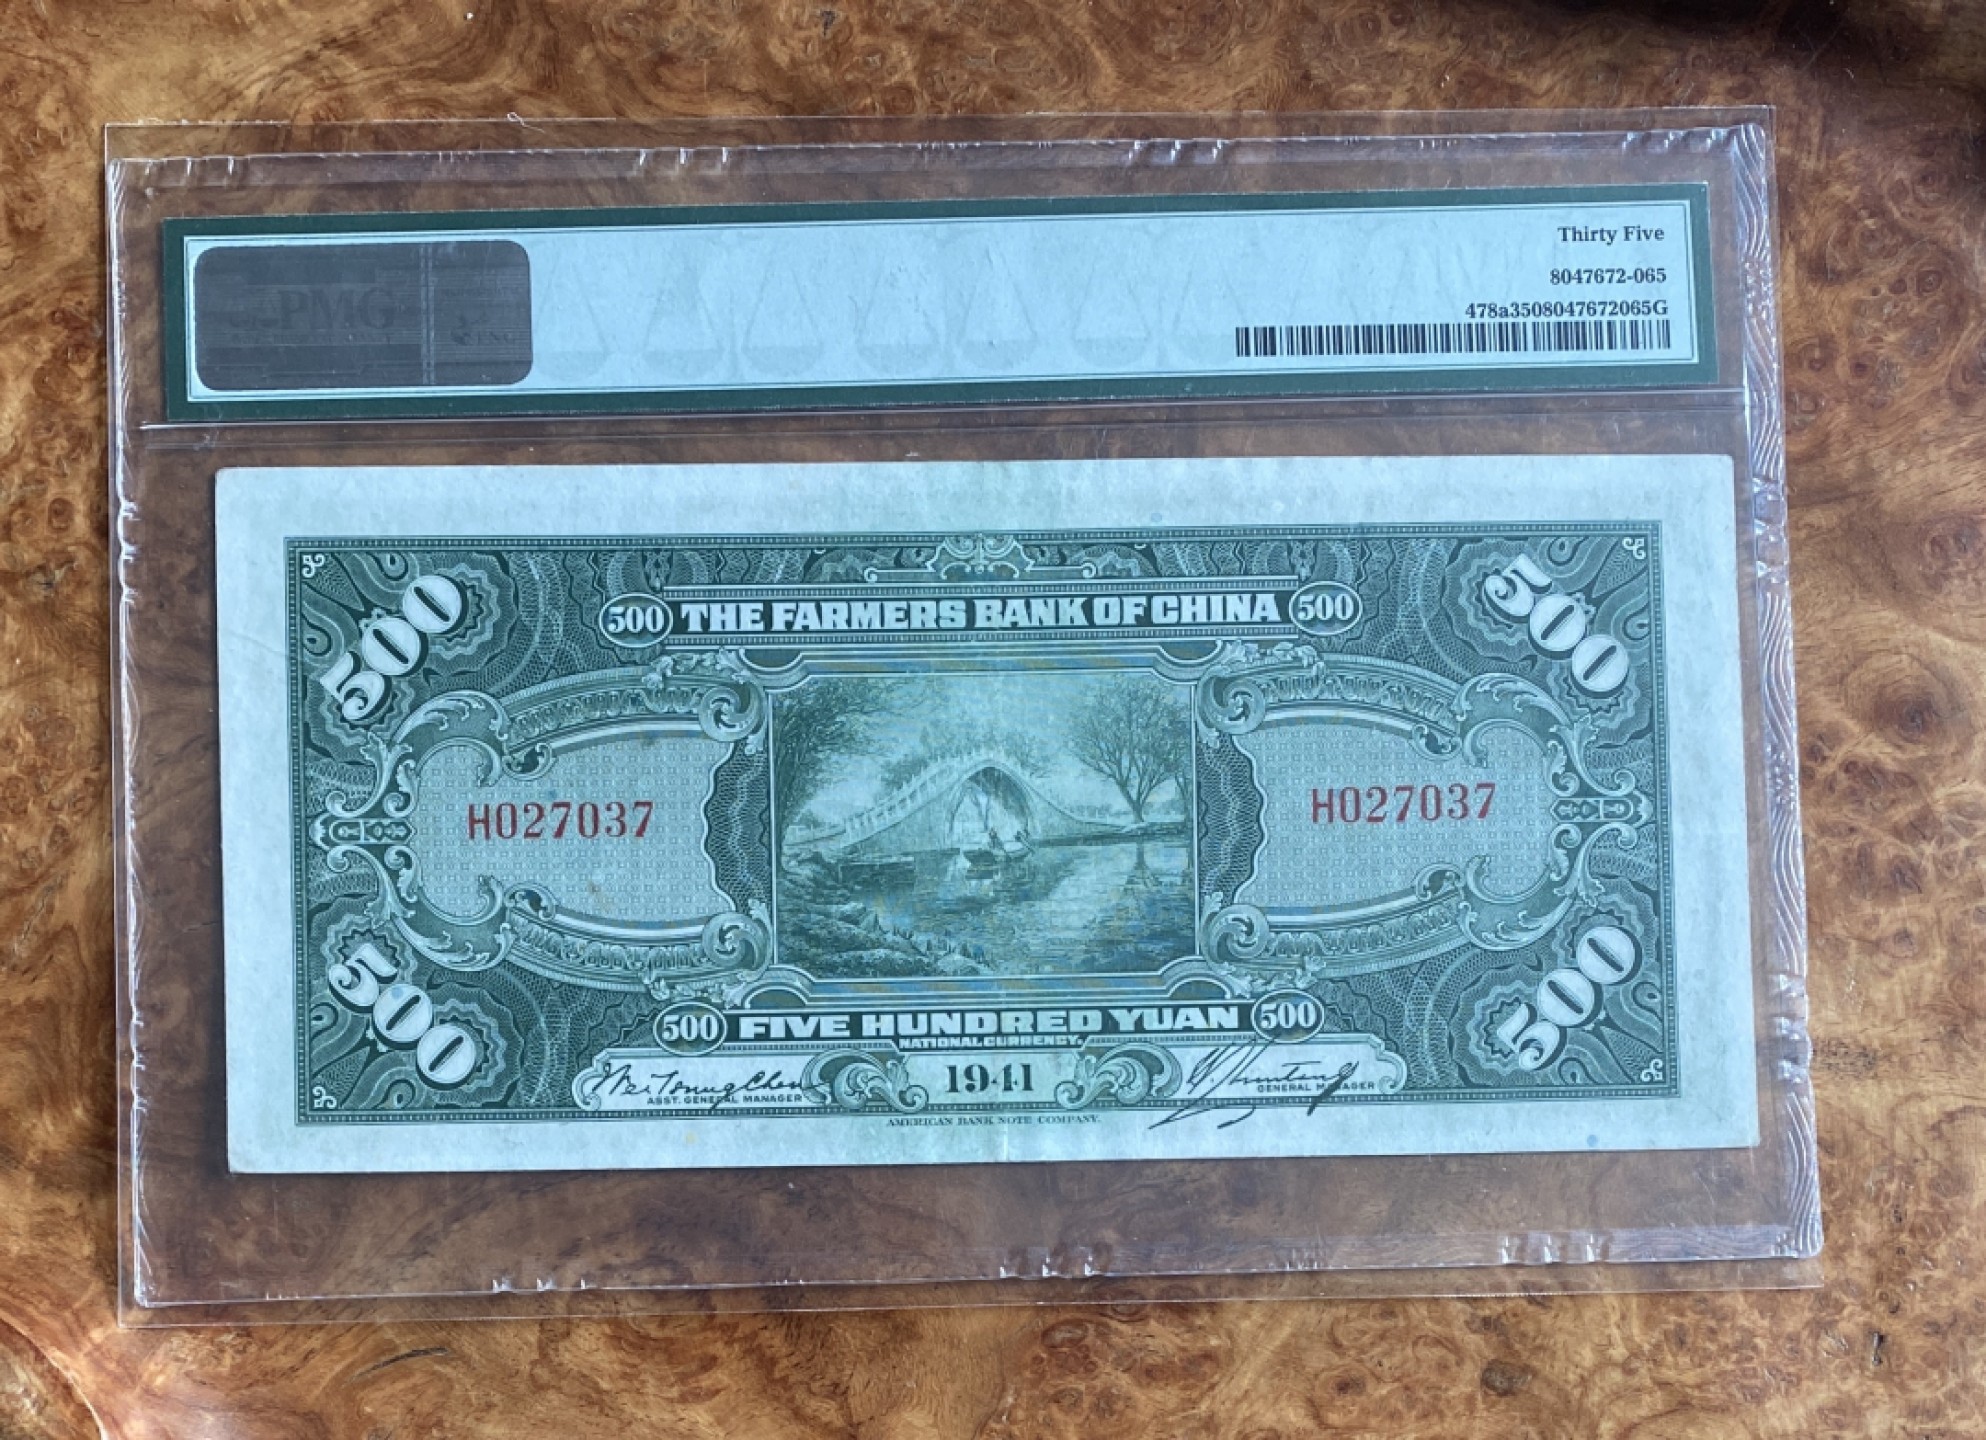 PMG
Thirty Five
8047672-065
478a3508047672065G
500 THE FARMERS BANK OF CHINA 500
500 500
H027037 H027037
500 500
500 FIVE HUNDRED YUAN 500
NATIONAL CURRENCY.
1941
ASST. GENERAL MANAGER
GENERAL MANAGER
AMERICAN BANK NOTE COMPANY.